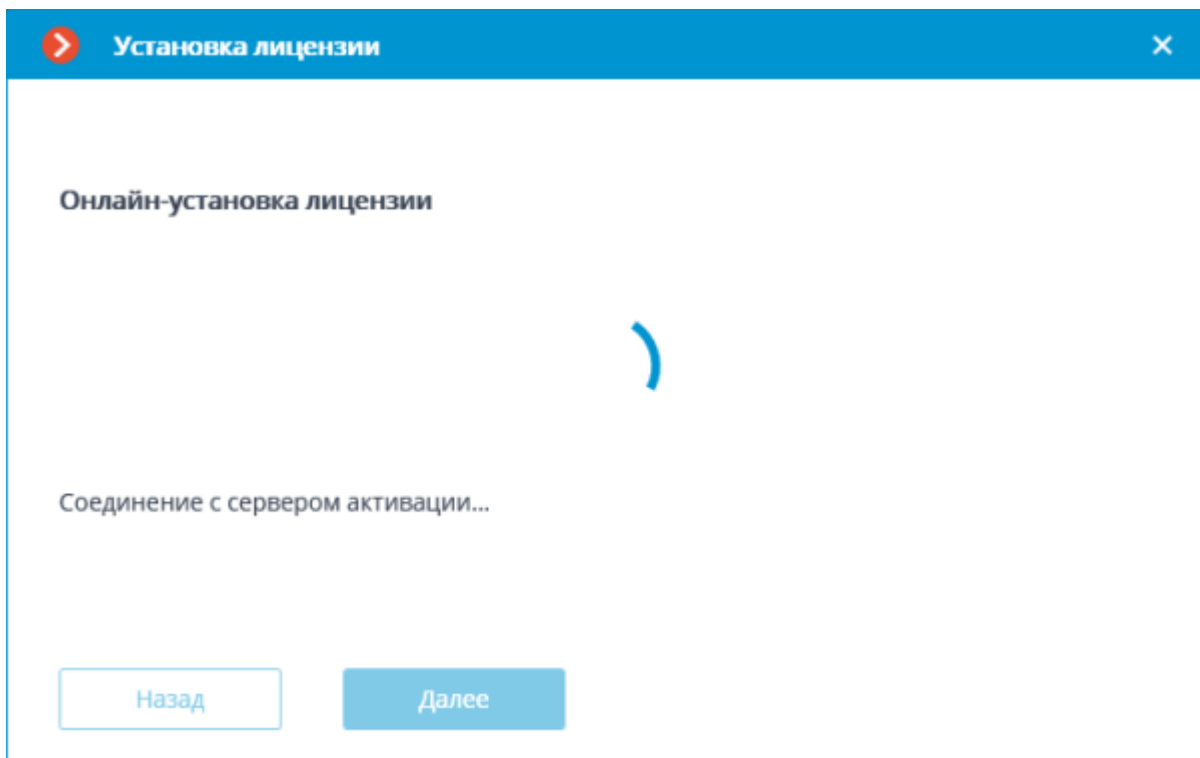 Установка лицензии
Онлайн-установка лицензии
Соединение с сервером активации...
Назад
Далее